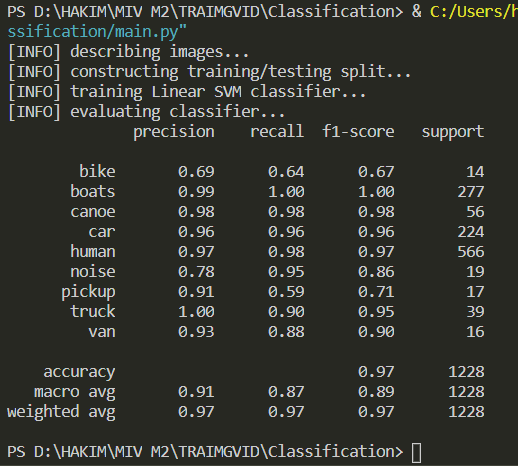 PS D:\HAKIM\MIV M2\TRAIMGVID\Classification> & C:/Users/h
ssification/main.py"
[INFO] describing images...
[INFO] constructing training/testing split...
[INFO] training Linear SVM classifier...
[INFO] evaluating classifier...
precision recall f1-score support
bike 0.69 0.64 0.67 14
boats 0.99 1.00 1.00 277
canoe 0.98 0.98 0.98 56
car 0.96 0.96 0.96 224
human 0.97 0.98 0.97 566
noise 0.78 0.95 0.86 19
pickup 0.91 0.59 0.71 17
truck 1.00 0.90 0.95 39
van 0.93 0.88 0.90 16
accuracy 0.97 1228
macro avg 0.91 0.87 0.89 1228
weighted avg 0.97 0.97 0.97 1228
PS D:\HAKIM\MIV M2\TRAIMGVID\Classification>